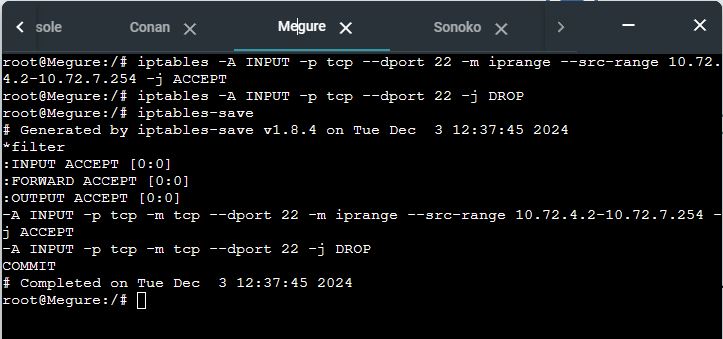 sole
Conan
Megure
Sonoko
root@Megure:/# iptables -A INPUT -p tcp --dport 22 -m iprange --src-range 10.72.
4.2-10.72.7.254 -j ACCEPT
root@Megure:/# iptables -A INPUT -p tcp --dport 22 -j DROP
root@Megure:/# iptables-save
# Generated by iptables-save v1.8.4 on Tue Dec  3 12:37:45 2024
*filter
:INPUT ACCEPT [0:0]
:FORWARD ACCEPT [0:0]
:OUTPUT ACCEPT [0:0]
-A INPUT -p tcp -m tcp --dport 22 -m iprange --src-range 10.72.4.2-10.72.7.254 -
j ACCEPT
-A INPUT -p tcp -m tcp --dport 22 -j DROP
COMMIT
# Completed on Tue Dec  3 12:37:45 2024
root@Megure:/#